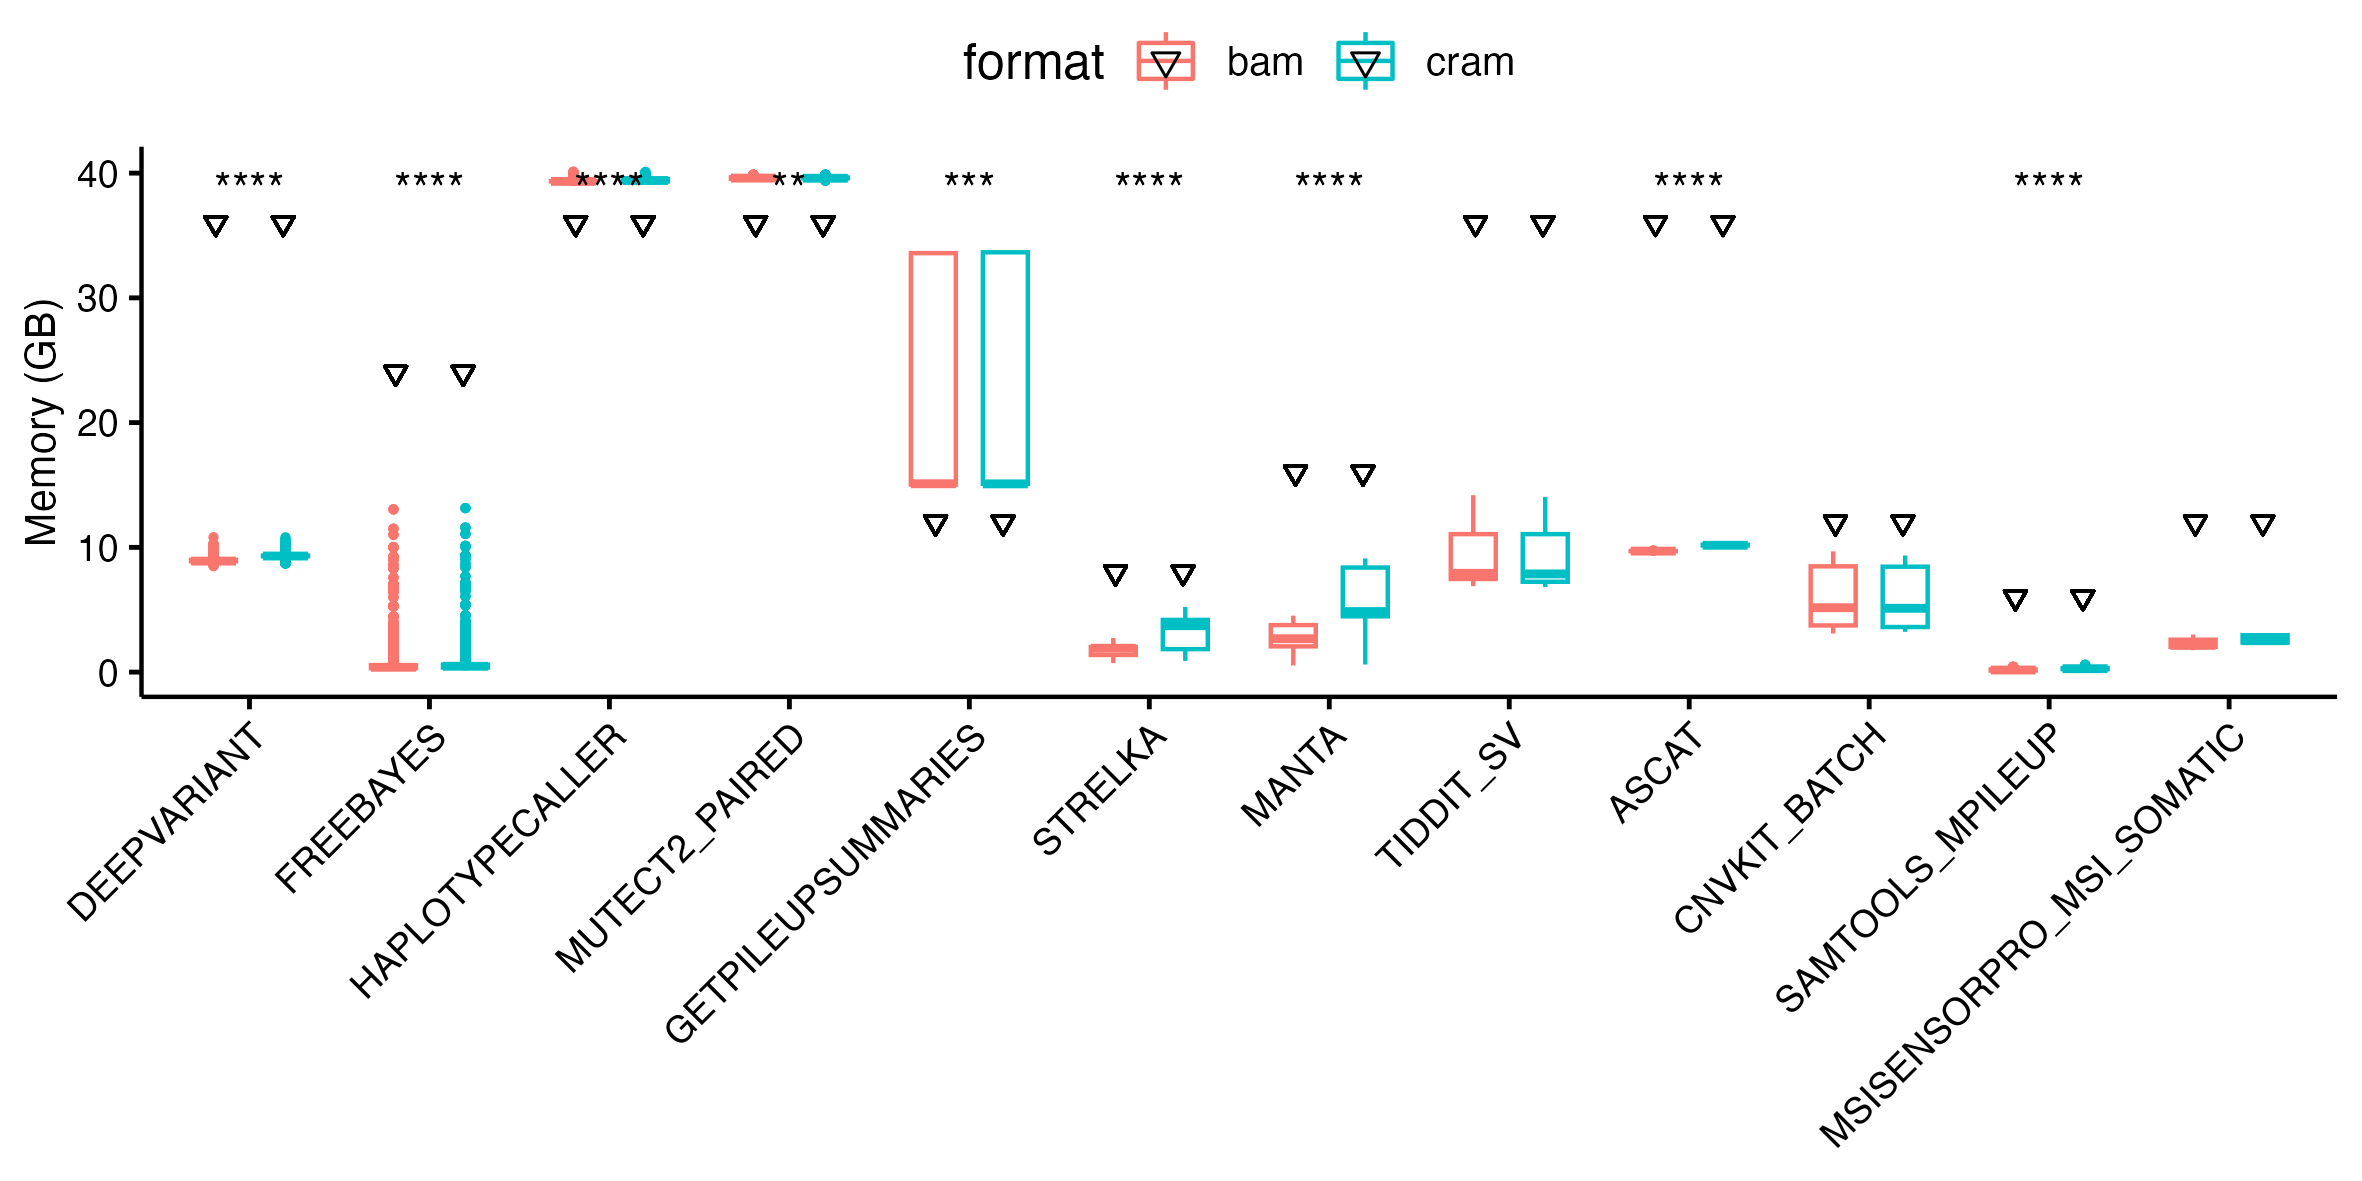 format bam cram
Memory (GB)
40
30
20
10
0
**** **** **** ** *** **** **** **** ****
DEEPVARIANT
FREEBAYES
HAPLOTYPECALLER
MUTECT2_PAIRED
GETPILEUPSUMMARIES
STRELKA
MANTA
TIDDIT_SV
ASCAT
CNVKIT_BATCH
SAMTOOLS_MPILEUP
MSISENSORPRO_MSI_SOMATIC